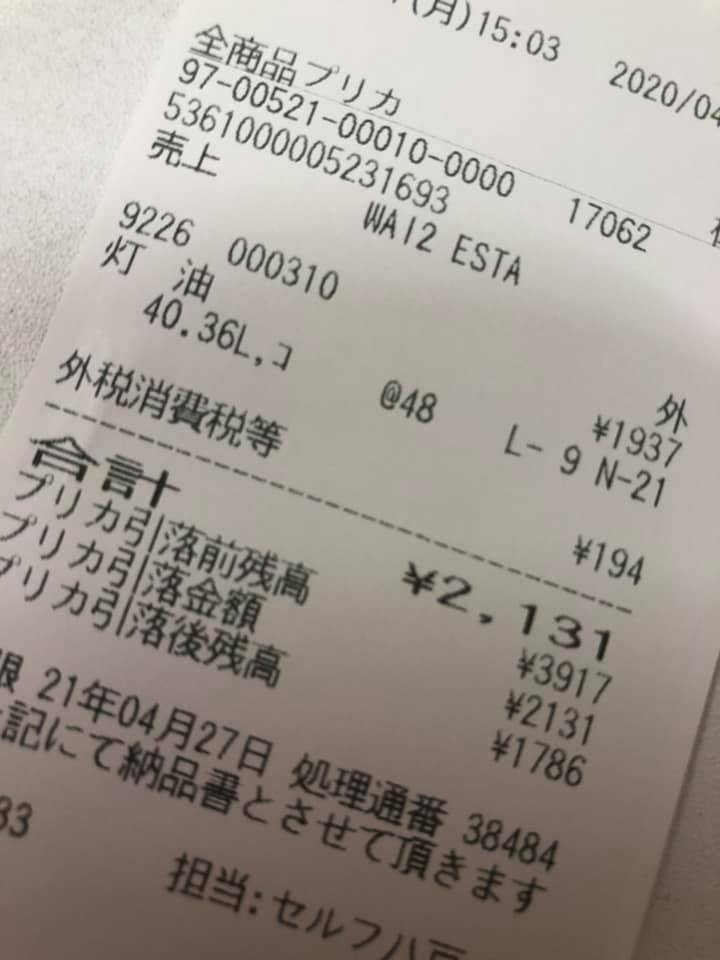 (月)15:03 2020/04
全商品プリカ
97-00521-00010-0000 17062
5361000005231693
売上
WAI2 ESTA
9226 000310
灯 油 外
40.36L,コ @48 ¥1937
L- 9 N-21
外税消費税等 ¥194
合計 ¥2,131
プリカ引落前残高 ¥3917
プリカ引落金額 ¥2131
プリカ引落後残高 ¥1786
限 21年04月27日 処理通番 38484
記にて納品書とさせて頂きます
33
担当:セルフ八